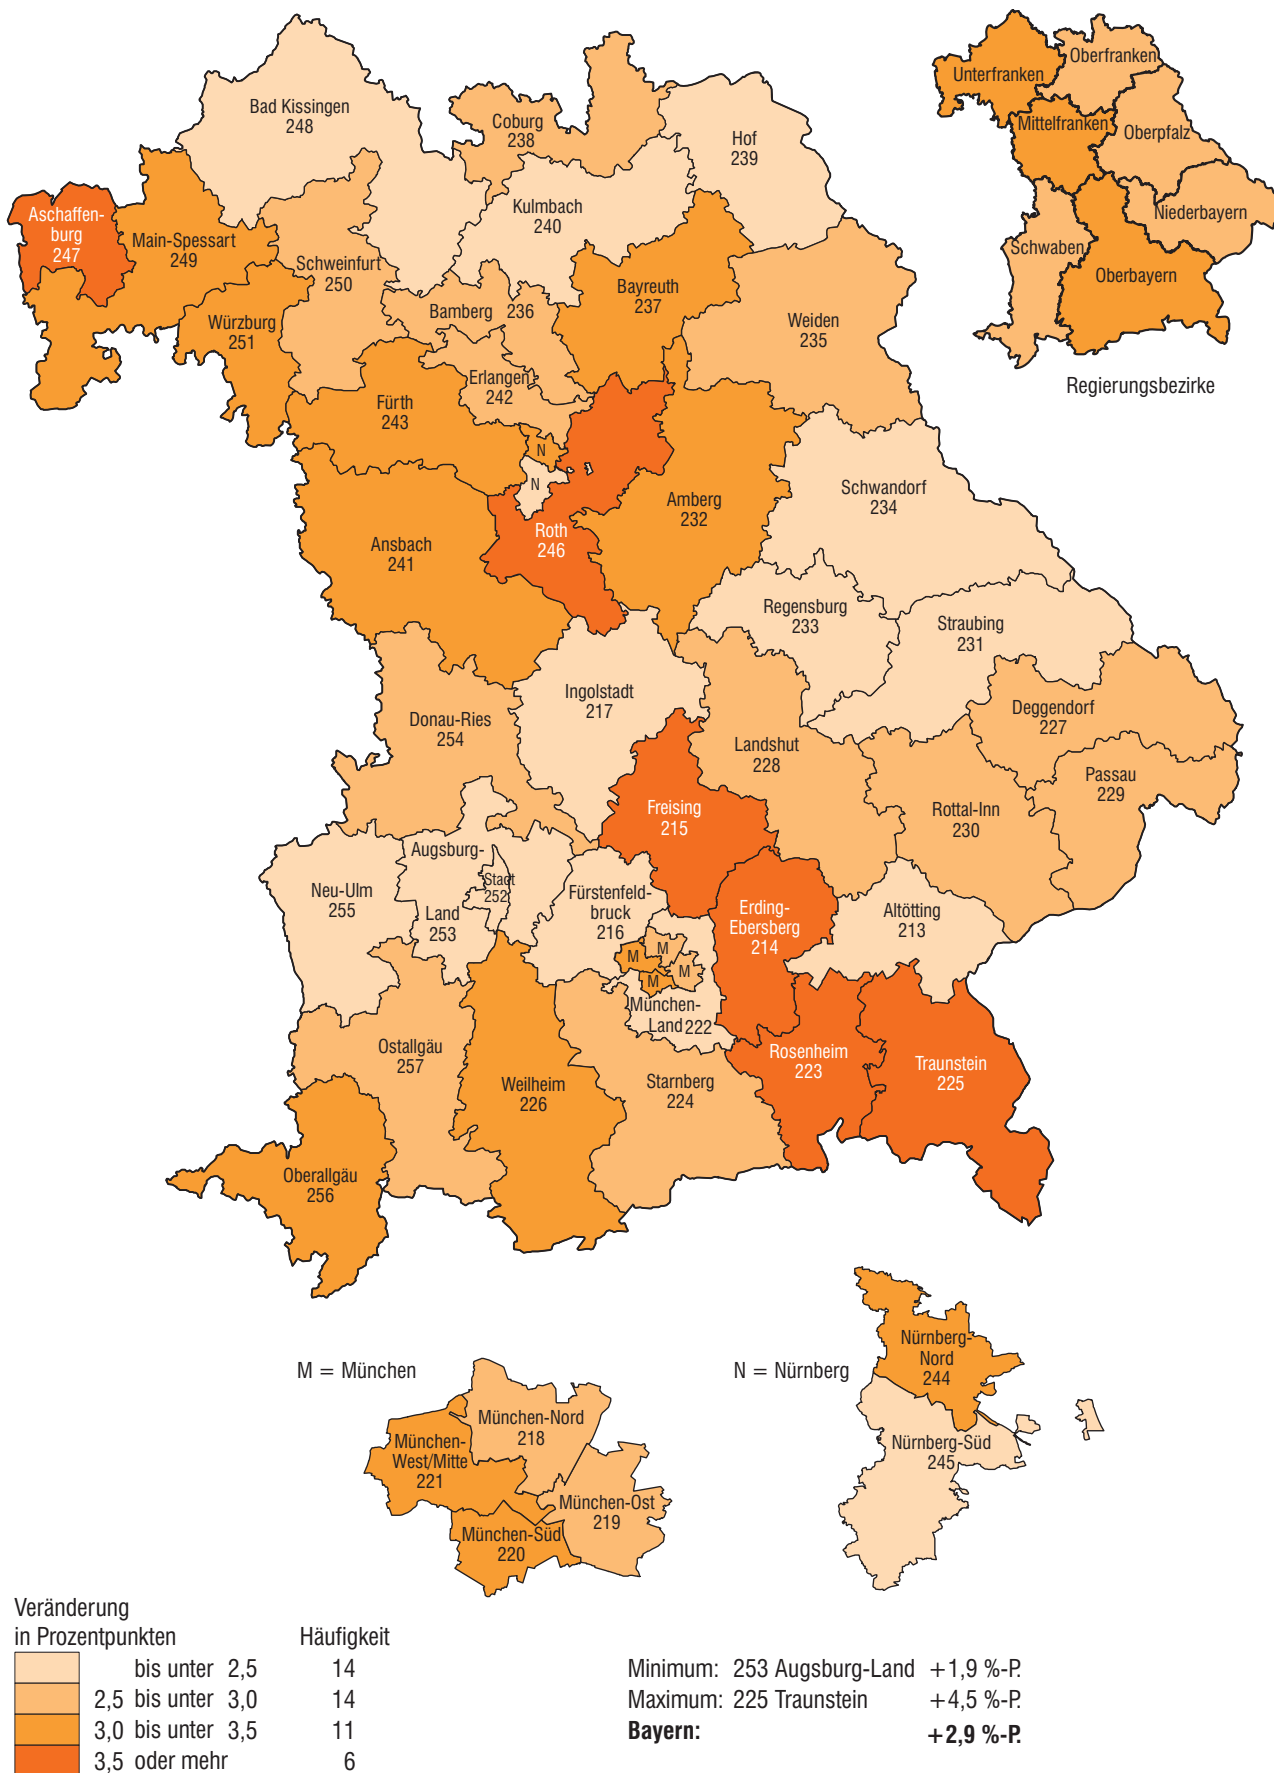 Bad Kissingen
248
Coburg
238
Hof
239
Kulmbach
240
Aschaffen-
burg
247
Main-Spessart
249
Schweinfurt
250
Bamberg 236
Bayreuth
237
Würzburg
251
Weiden
235
Erlangen
242
Fürth
243
N
N
Amberg
232
Schwandorf
234
Roth
246
Ansbach
241
Regensburg
233
Straubing
231
Ingolstadt
217
Donau-Ries
254
Deggendorf
227
Landshut
228
Passau
229
Freising
215
Rottal-Inn
230
Augsburg-
Stadt
252
Land
253
Neu-Ulm
255
Fürstenfeld-
bruck
216
Erding-
Ebersberg
214
Altötting
213
M
M
M
M
München-
Land 222
Ostallgäu
257
Weilheim
226
Starnberg
224
Rosenheim
223
Traunstein
225
Oberallgäu
256
Unterfranken
Oberfranken
Mittelfranken
Oberpfalz
Niederbayern
Schwaben
Oberbayern
Regierungsbezirke
M = München
München-Nord
218
München-
West/Mitte
221
München-Ost
219
München-Süd
220
N = Nürnberg
Nürnberg-
Nord
244
Nürnberg-Süd
245
Veränderung
in Prozentpunkten Häufigkeit
bis unter 2,5 14
2,5 bis unter 3,0 14
3,0 bis unter 3,5 11
3,5 oder mehr 6
Minimum: 253 Augsburg-Land +1,9 %-P.
Maximum: 225 Traunstein +4,5 %-P.
Bayern: +2,9 %-P.